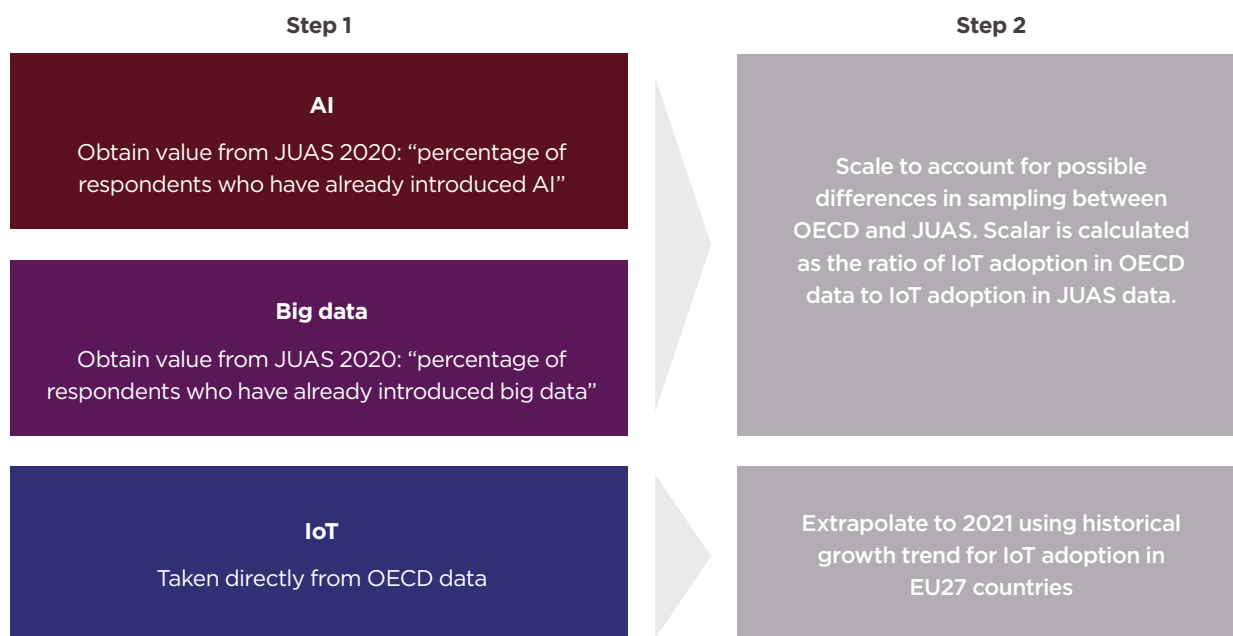 Step 1
Step 2
AI
Obtain value from JUAS 2020: “percentage of
respondents who have already introduced AI”
Big data
Obtain value from JUAS 2020: “percentage of
respondents who have already introduced big data”
Scale to account for possible
differences in sampling between
OECD and JUAS. Scalar is calculated
as the ratio of IoT adoption in OECD
data to IoT adoption in JUAS data.
IoT
Taken directly from OECD data
Extrapolate to 2021 using historical
growth trend for IoT adoption in
EU27 countries